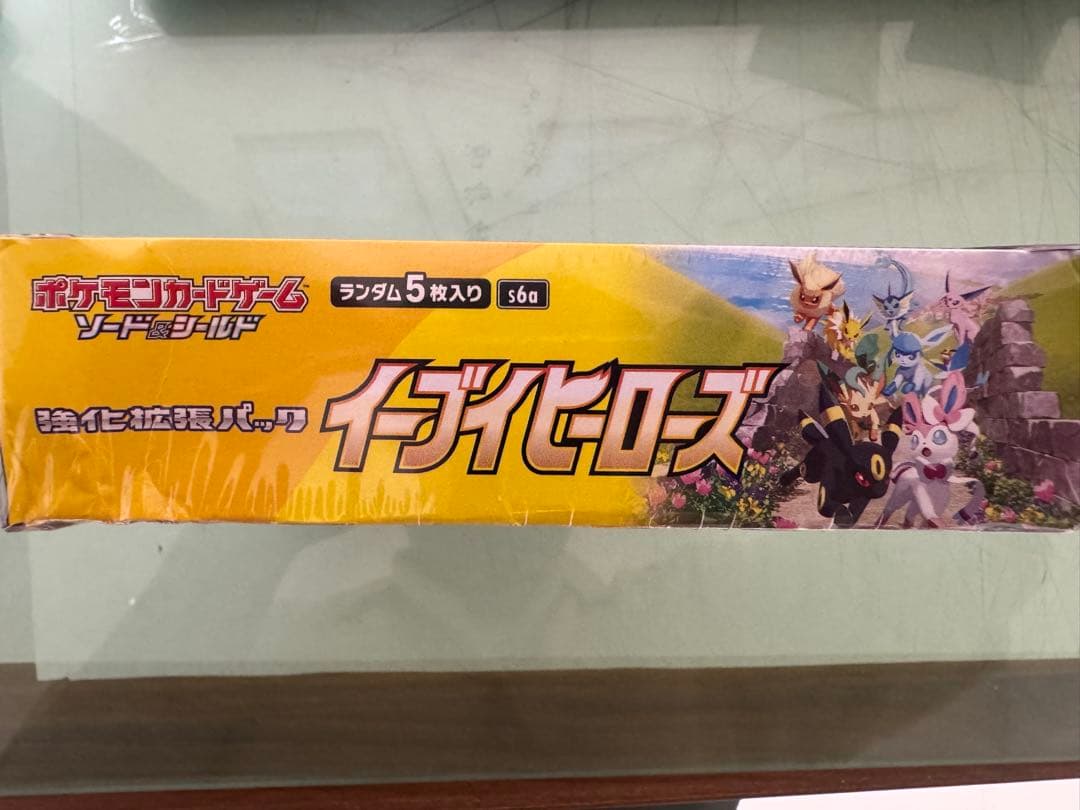 ポケモンカードゲーム
ソード&シールド
ランダム5枚入り
s6a
強化拡張パック
イーブイヒーローズ